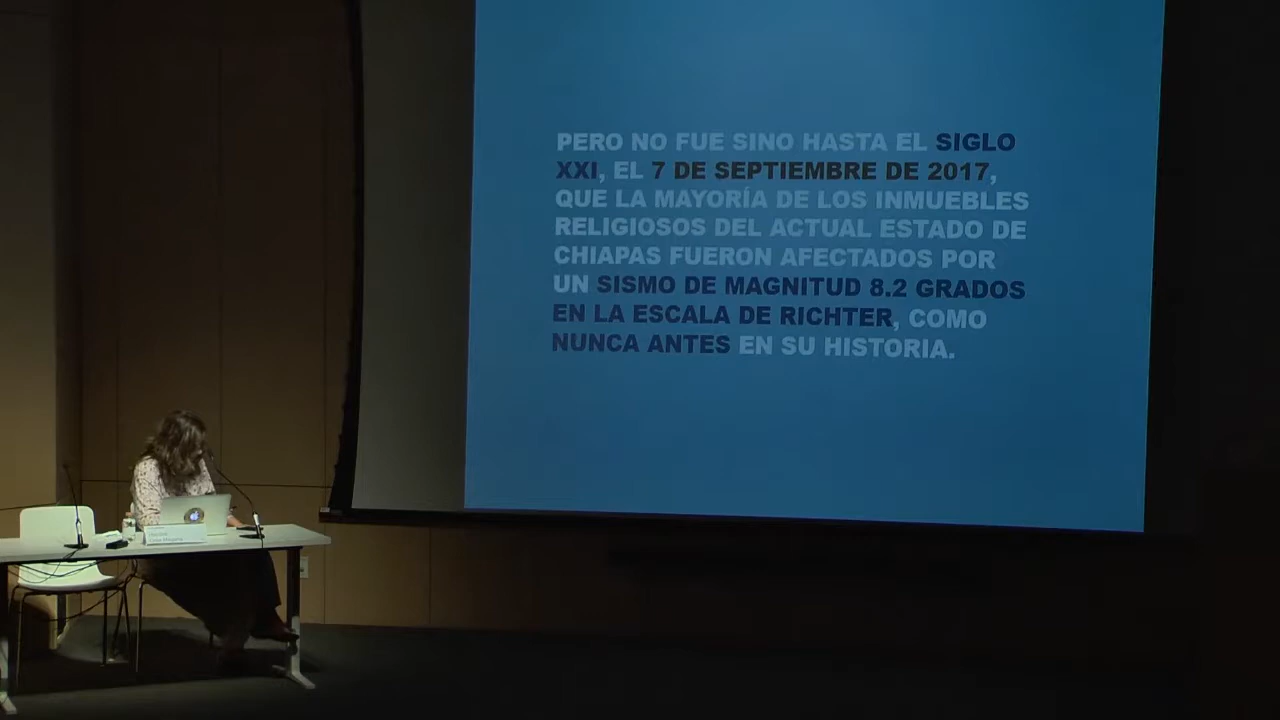 PERO NO FUE SINO HASTA EL SIGLO
XXI, EL 7 DE SEPTIEMBRE DE 2017,
QUE LA MAYORÍA DE LOS INMUEBLES
RELIGIOSOS DEL ACTUAL ESTADO DE
CHIAPAS FUERON AFECTADOS POR
UN SISMO DE MAGNITUD 8.2 GRADOS
EN LA ESCALA DE RICHTER, COMO
NUNCA ANTES EN SU HISTORIA.